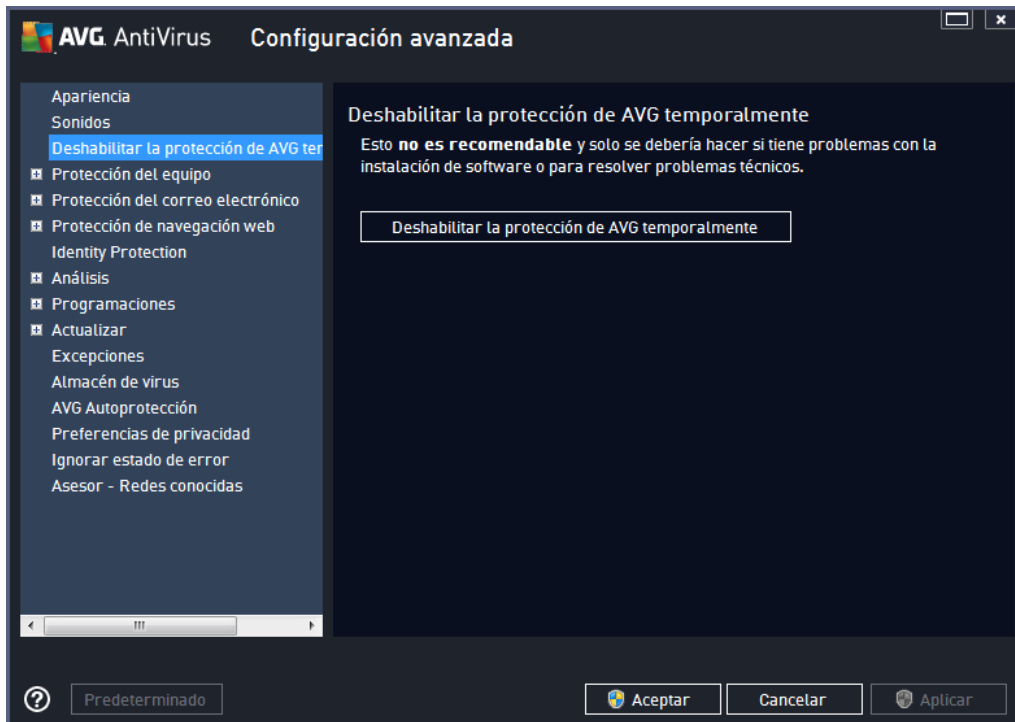 AVG AntiVirus Configuración avanzada
Apariencia
Sonidos
Deshabilitar la protección de AVG ter
Protección del equipo
Protección del correo electrónico
Protección de navegación web
Identity Protection
Análisis
Programaciones
Actualizar
Excepciones
Almacén de virus
AVG Autoprotección
Preferencias de privacidad
Ignorar estado de error
Asesor - Redes conocidas
Deshabilitar la protección de AVG temporalmente
Esto no es recomendable y solo se debería hacer si tiene problemas con la
instalación de software o para resolver problemas técnicos.
Deshabilitar la protección de AVG temporalmente
? Predeterminado Aceptar Cancelar Aplicar